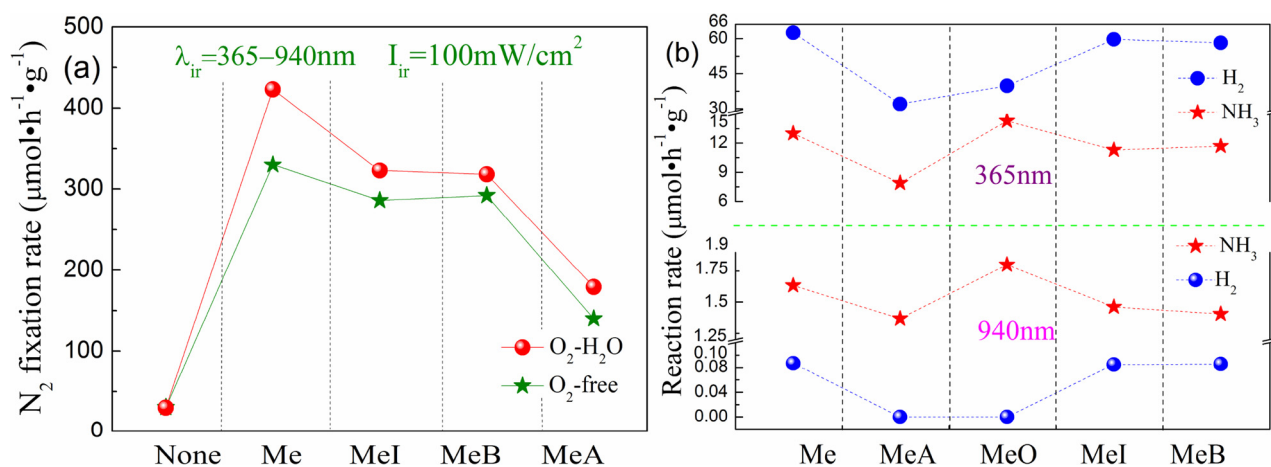 (a)
λir=365–940nm Iir=100mW/cm²
N₂ fixation rate (μmol•h⁻¹•g⁻¹)
500
400
300
200
100
0
O₂-H₂O
O₂-free
None Me MeI MeB MeA
(b)
Reaction rate (μmol•h⁻¹•g⁻¹)
66
60
45
30
15
12
9
6
H₂
NH₃
365nm
1.9
1.75
1.5
1.25
0.10
0.08
0.04
0.00
NH₃
H₂
940nm
Me MeA MeO MeI MeB